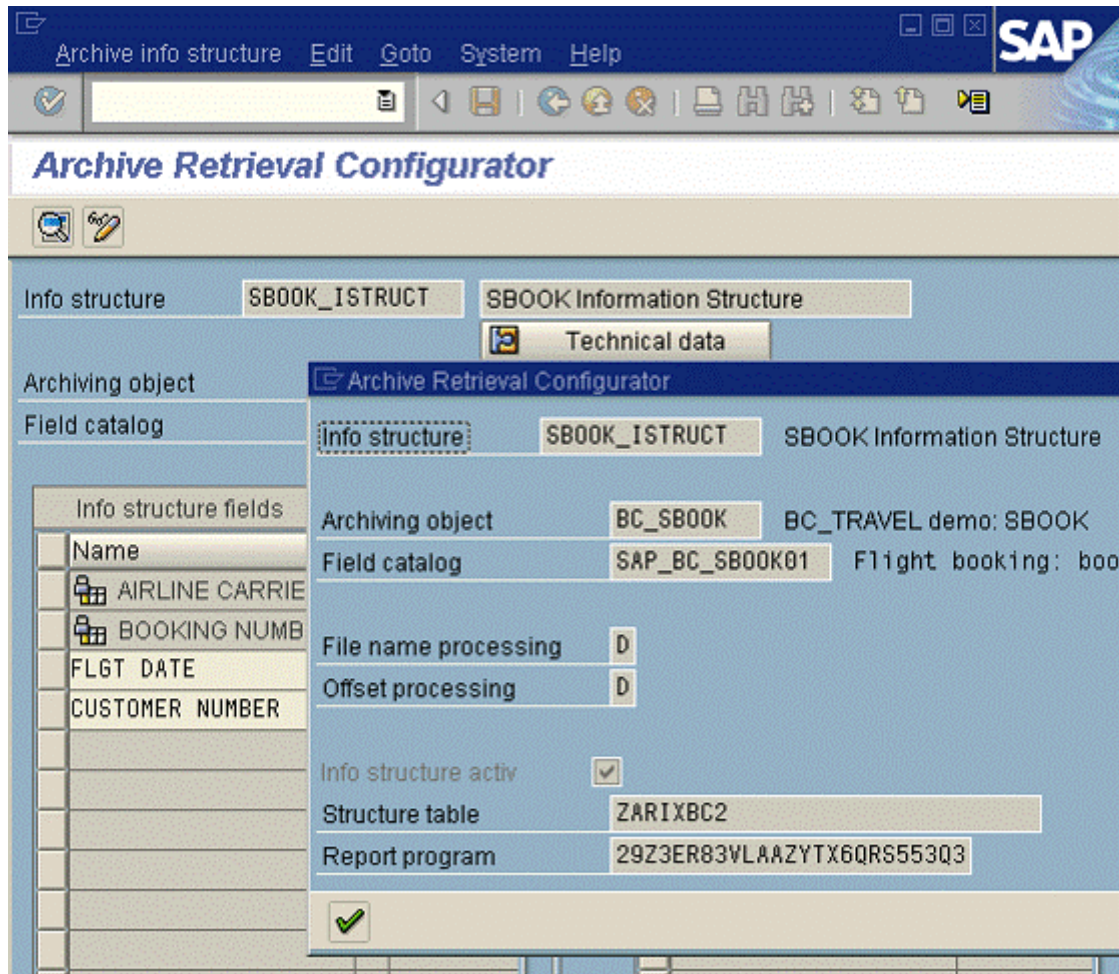 Archive info structure Edit Goto System Help
SAP
Archive Retrieval Configurator
Info structure SBOOK_ISTRUCT SBOOK Information Structure
Technical data
Archiving object
Field catalog
Info structure fields
Name
AIRLINE CARRIE
BOOKING NUMB
FLGT DATE
CUSTOMER NUMBER
Archive Retrieval Configurator
Info structure SBOOK_ISTRUCT SBOOK Information Structure
Archiving object BC_SBOOK BC_TRAVEL demo: SBOOK
Field catalog SAP_BC_SBOOK01 Flight booking: boo
File name processing D
Offset processing D
Info structure activ
Structure table ZARIXBC2
Report program 29Z3ER83VLAAZYTX6QRS553Q3